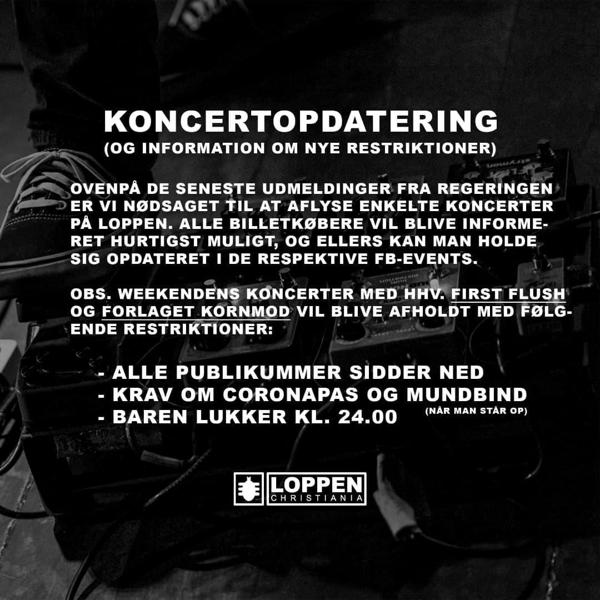 KONCERTOPDATERING
(OG INFORMATION OM NYE RESTRIKTIONER)
OVENPÅ DE SENESTE UDMELDINGER FRA REGERINGEN
ER VI NØDSAGET TIL AT AFLYSE ENKELTE KONCERTER
PÅ LOPPEN. ALLE BILLETKØBERE VIL BLIVE INFORME-
RET HURTIGST MULIGT, OG ELLERS KAN MAN HOLDE
SIG OPDATERET I DE RESPEKTIVE FB-EVENTS.
OBS. WEEKENDENS KONCERTER MED HHV. FIRST FLUSH
OG FORLAGET KORNMOD VIL BLIVE AFHOLDT MED FØLG-
ENDE RESTRIKTIONER:
- ALLE PUBLIKUMMER SIDDER NED
- KRAV OM CORONAPAS OG MUNDBIND
(NÅR MAN STÅR OP)
- BAREN LUKKER KL. 24.00
LOPPEN
CHRISTIANIA